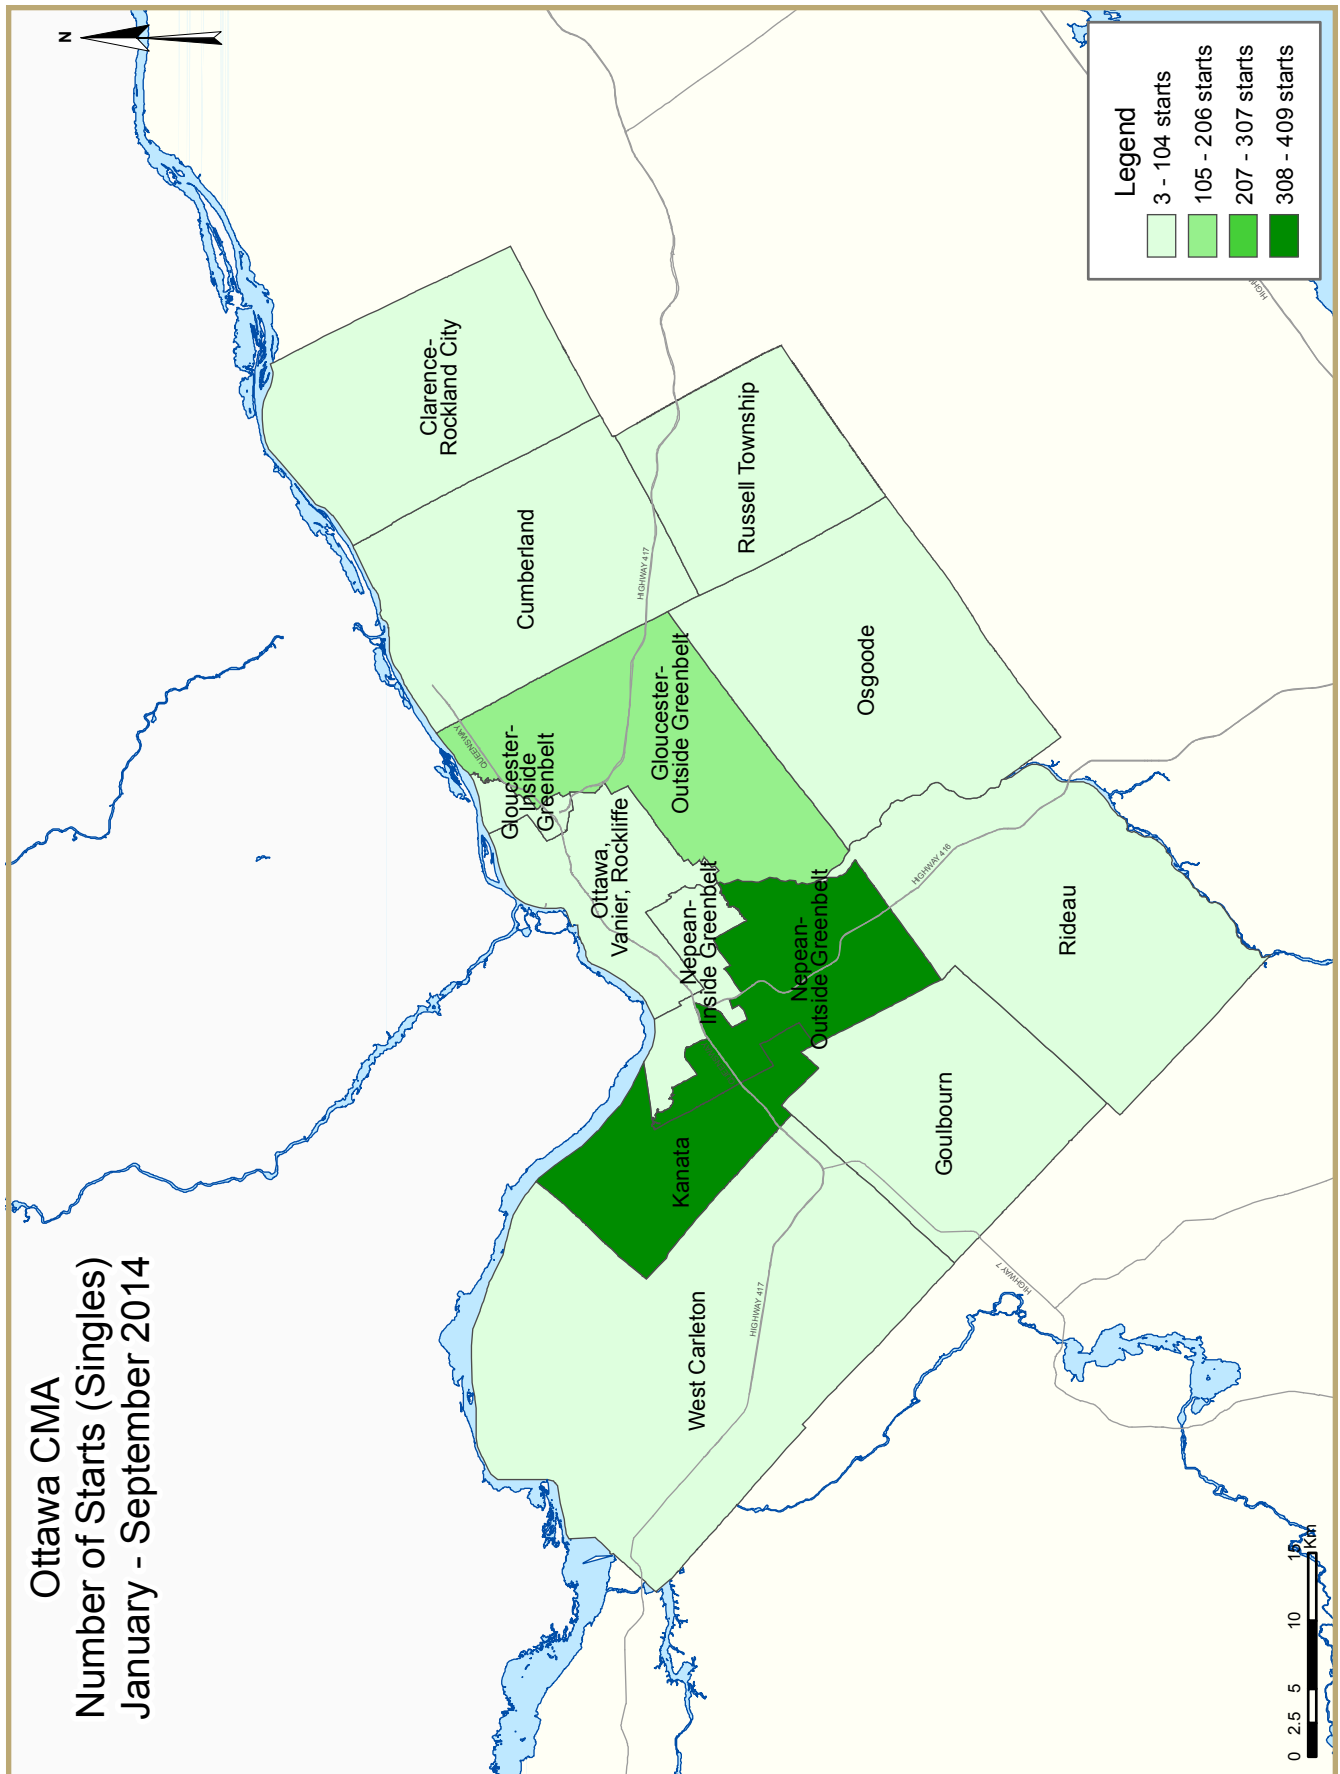 Ottawa CMA
Number of Starts (Singles)
January - September 2014
N
Legend
3 - 104 starts
105 - 206 starts
207 - 307 starts
308 - 409 starts
Clarence-
Rockland City
Cumberland
Russell Township
Gloucester-
Inside
Greenbelt
Gloucester-
Outside Greenbelt
Osgoode
Ottawa,
Vanier, Rockliffe
Nepean-
Inside Greenbelt
Nepean-
Outside Greenbelt
Rideau
Kanata
Goulbourn
West Carleton
QUEENSWAY
HIGHWAY 417
HIGHWAY 416
HIGHWAY 417
HIGHWAY 7
0 2.5 5 10 15
Km